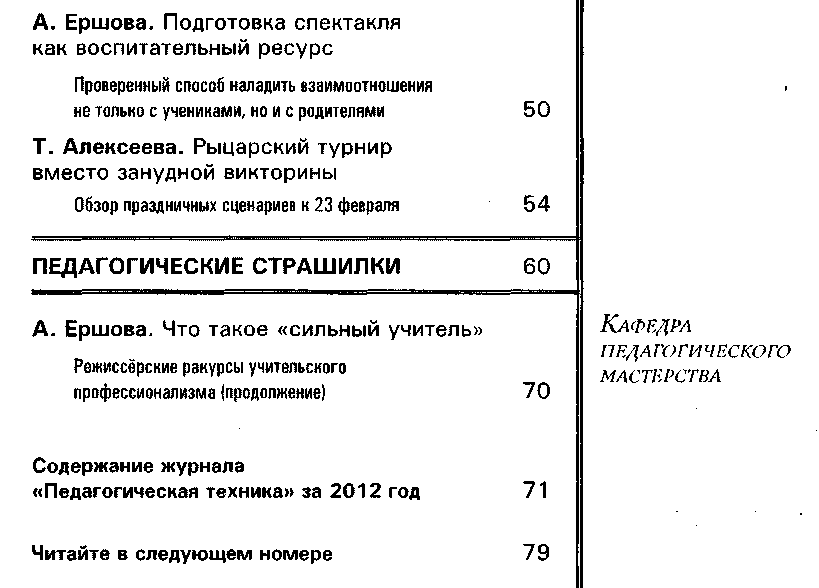 А. Ершова. Подготовка спектакля
как воспитательный ресурс
Проверенный способ наладить взаимоотношения
не только с учениками, но и с родителями 50
Т. Алексеева. Рыцарский турнир
вместо занудной викторины
Обзор праздничных сценариев к 23 февраля 54
ПЕДАГОГИЧЕСКИЕ СТРАШИЛКИ 60
А. Ершова. Что такое «сильный учитель»
Режиссёрские ракурсы учительского
профессионализма (продолжение) 70
Кафедра
педагогического
мастерства
Содержание журнала
«Педагогическая техника» за 2012 год 71
Читайте в следующем номере 79